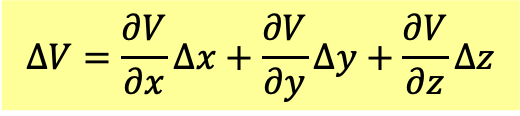 ΔV = ∂V/∂x Δx + ∂V/∂y Δy + ∂V/∂z Δz